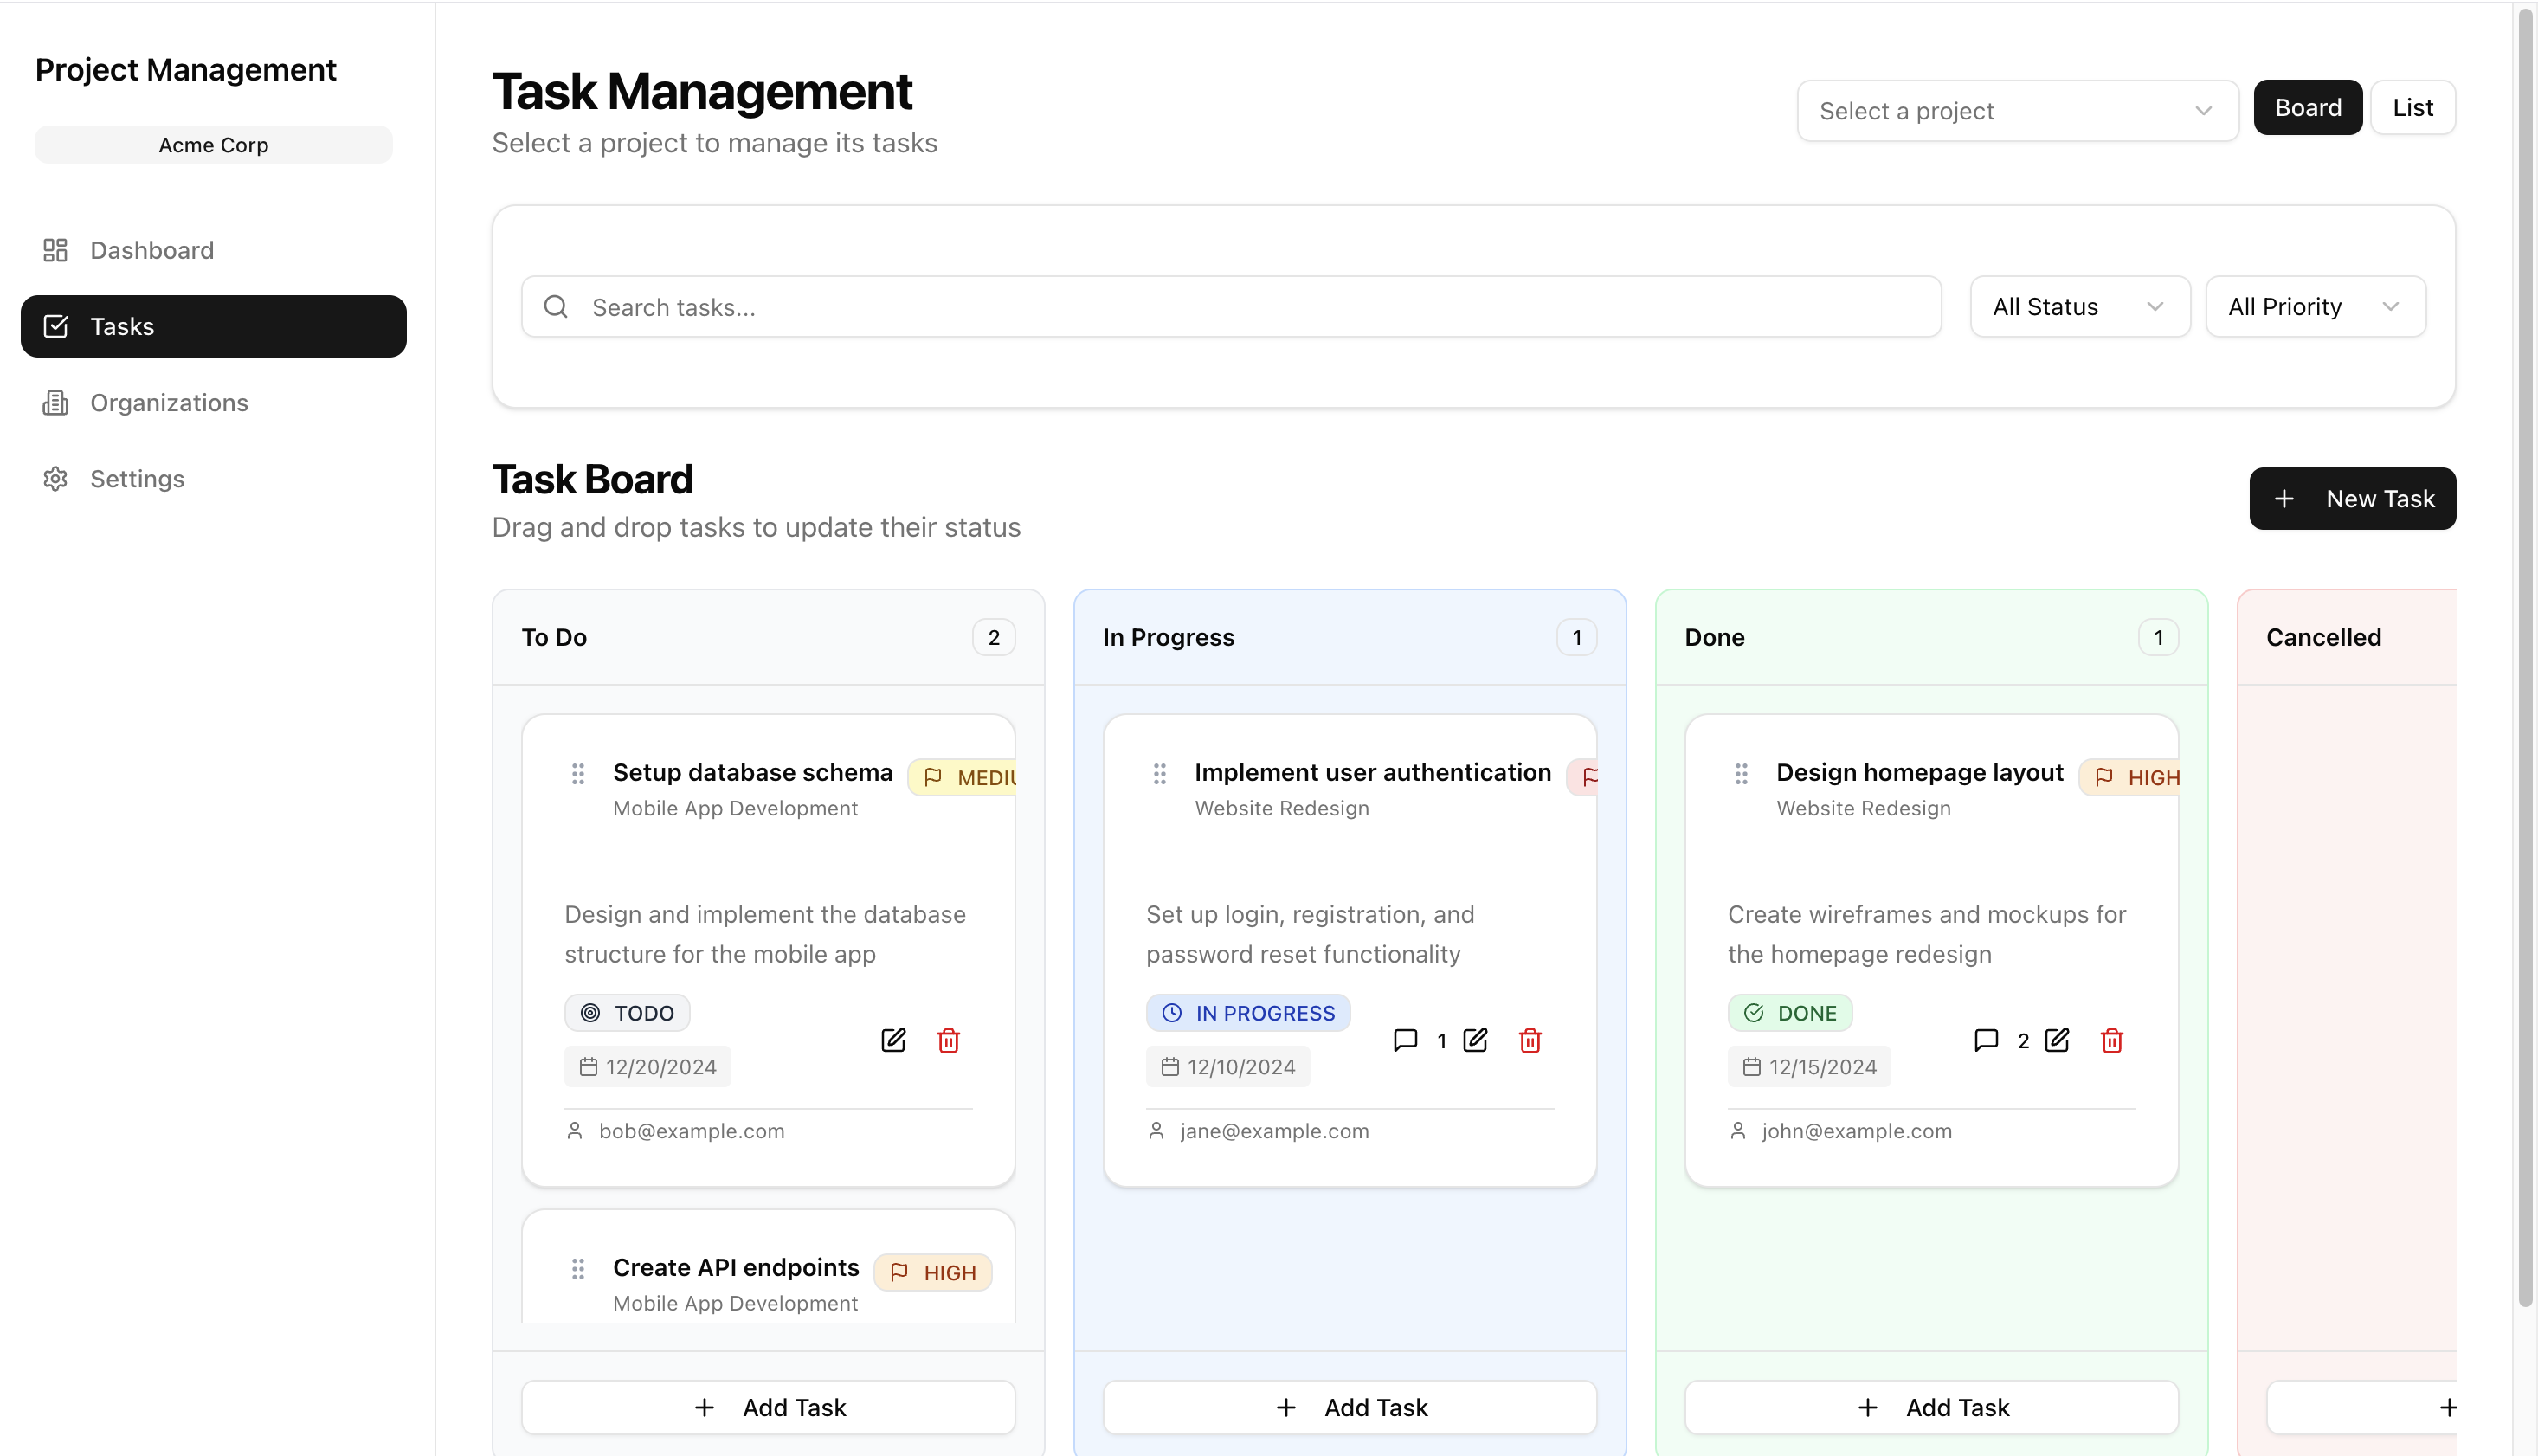 Project Management
Acme Corp
Dashboard
Tasks
Organizations
Settings
Task Management
Select a project to manage its tasks
Select a project
Board
List
Search tasks...
All Status
All Priority
Task Board
Drag and drop tasks to update their status
New Task
To Do
2
Setup database schema
Mobile App Development
Design and implement the database
structure for the mobile app
TODO
12/20/2024
bob@example.com
Create API endpoints
HIGH
Mobile App Development
Add Task
In Progress
1
Implement user authentication
Website Redesign
Set up login, registration, and
password reset functionality
IN PROGRESS
1
12/10/2024
jane@example.com
Add Task
Done
1
Design homepage layout
HIGH
Website Redesign
Create wireframes and mockups for
the homepage redesign
DONE
2
12/15/2024
john@example.com
Add Task
Cancelled